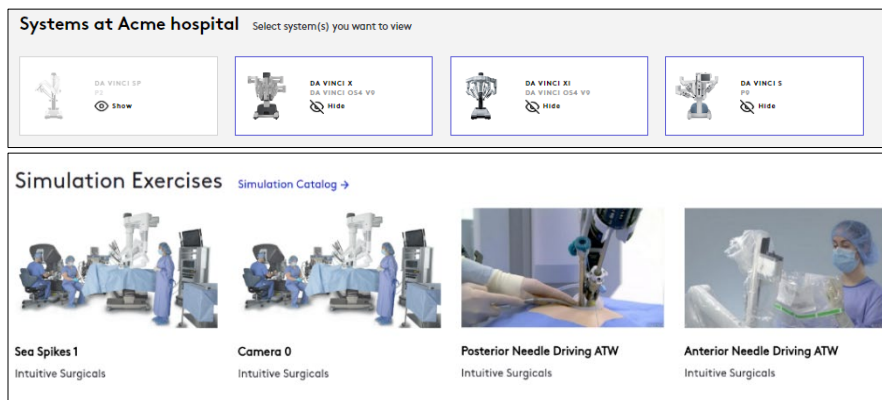 Systems at Acme hospital Select system(s) you want to view
DA VINCI SP
P3
Show
DA VINCI X
DA VINCI OS4 V9
Hide
DA VINCI XI
DA VINCI OS4 V9
Hide
DA VINCI S
P9
Hide
Simulation Exercises Simulation Catalog →
Sea Spikes 1
Intuitive Surgicals
Camera 0
Intuitive Surgicals
Posterior Needle Driving ATW
Intuitive Surgicals
Anterior Needle Driving ATW
Intuitive Surgicals